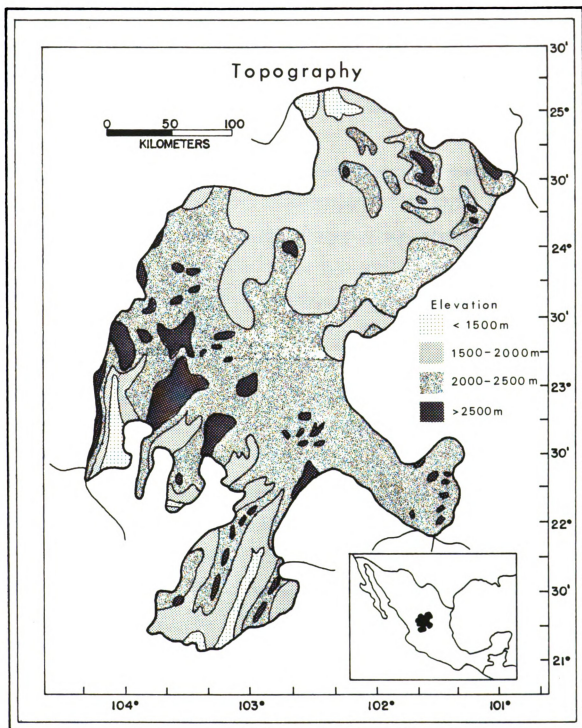 Topography
0 50 100
KILOMETERS
30'
25°
30'
24°
30'
23°
30'
22°
30'
21°
Elevation
< 1500m
1500-2000m
2000-2500m
>2500m
104° 103° 102° 101°